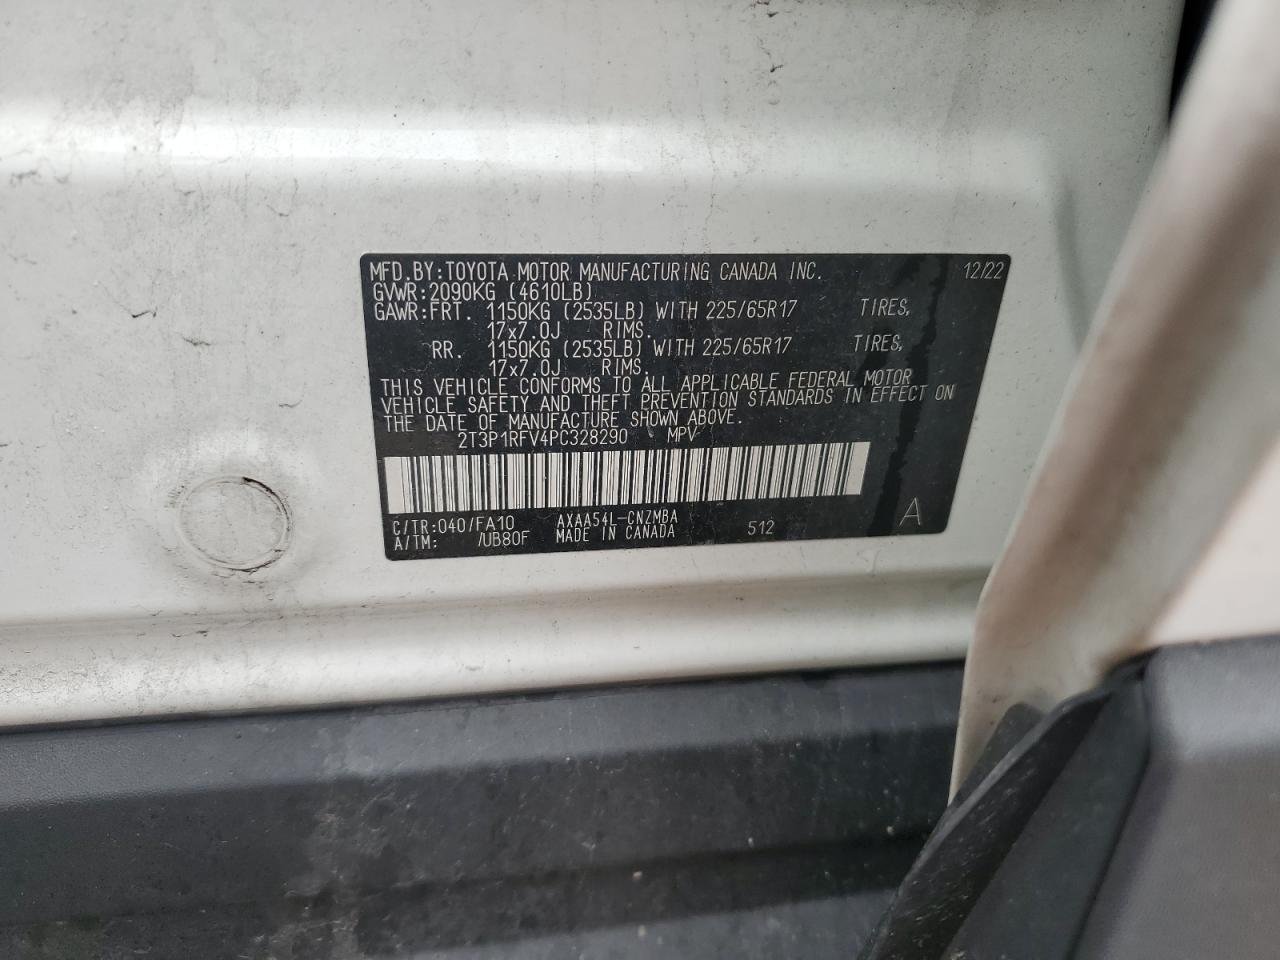 MFD.BY:TOYOTA MOTOR MANUFACTURING CANADA INC. 12/22
GVWR:2090KG (4610LB)
GAWR:FRT. 1150KG (2535LB) WITH 225/65R17 TIRES,
17x7.0J RIMS.
RR. 1150KG (2535LB) WITH 225/65R17 TIRES,
17x7.0J RIMS.
THIS VEHICLE CONFORMS TO ALL APPLICABLE FEDERAL MOTOR
VEHICLE SAFETY AND THEFT PREVENTION STANDARDS IN EFFECT ON
THE DATE OF MANUFACTURE SHOWN ABOVE.
2T3P1RFV4PC328290 MPV
C/TR:040/FA10 AXAA54L-CNZMBA 512 A
A/TM: /UB80F MADE IN CANADA